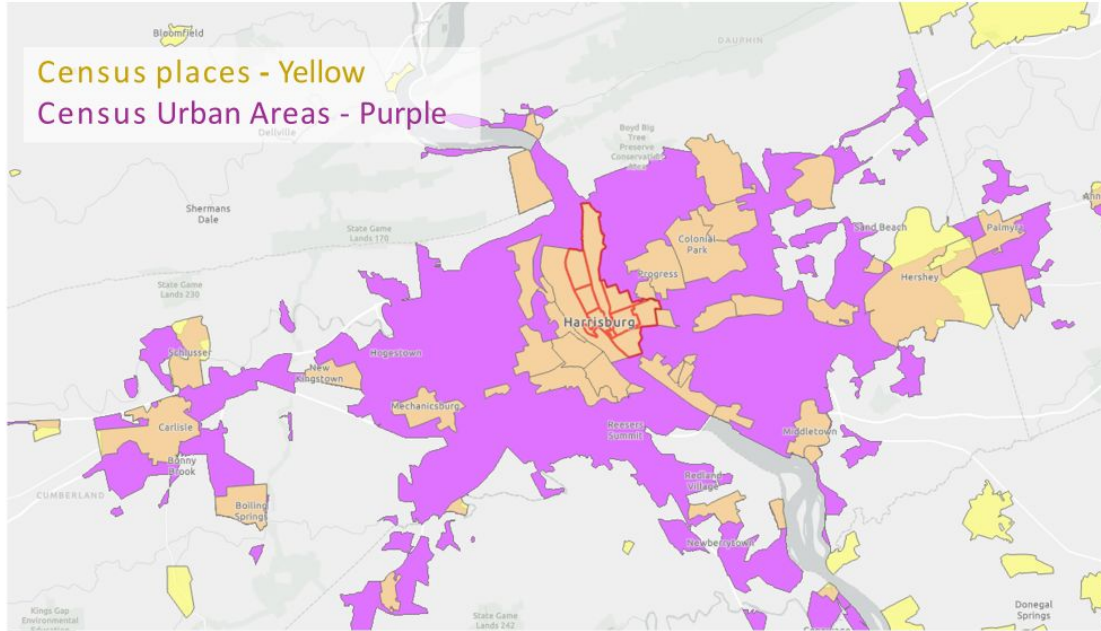 Bloomfield
DAUPHIN
Census places - Yellow
Census Urban Areas - Purple
Dellville
Boyd Big
Tree
Preserve
Conservation
Shermans
Dale
State Game
Lands 170
Sand Beach
Palmyra
Colonial
Park
Progress
Hershey
State Game
Lands 230
Harrisburg
Schlusser
Hogestown
New
Kingstown
Mechanicsburg
Carlisle
Reesers
Summit
Middletown
Bonny
Brook
CUMBERLAND
Redland
Village
Boiling
Springs
Newberrytown
Kings Gap
Environmental
State Game
Lands 242
Donegal
Springs